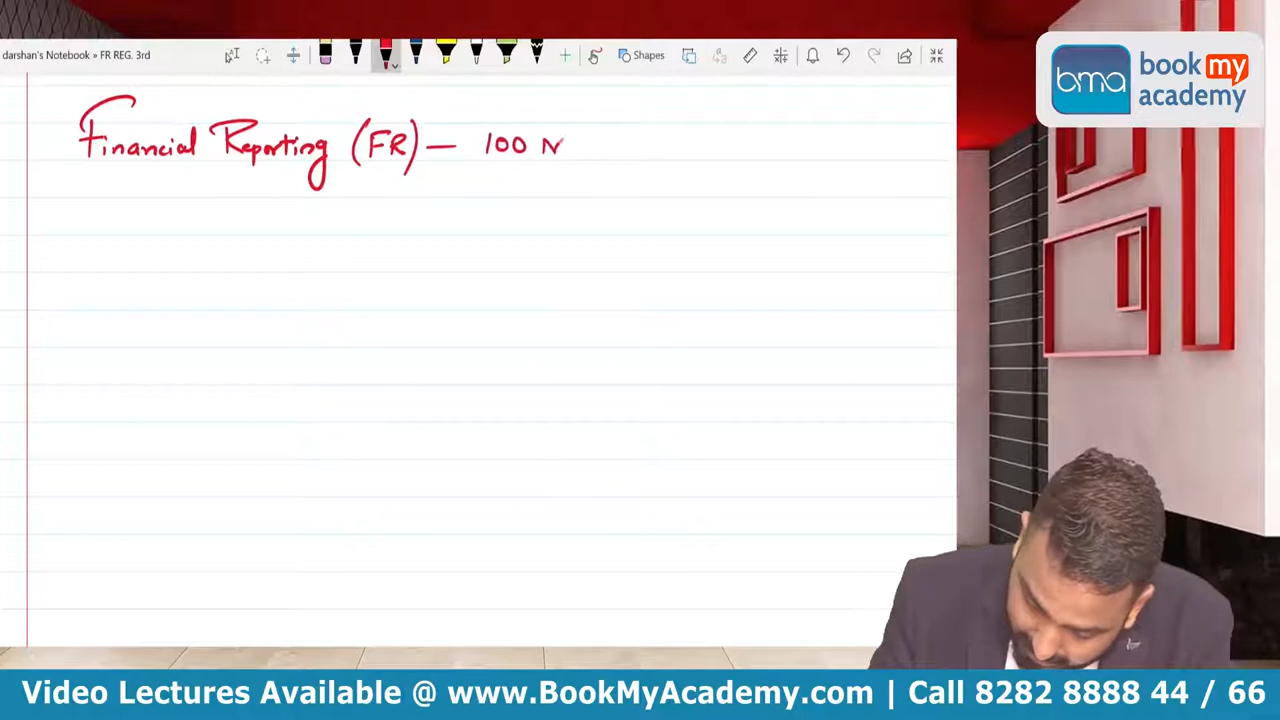 darshan's Notebook » FR REG. 3rd
Shapes
bma book my academy
Financial Reporting (FR) — 100
Video Lectures Available @ www.BookMyAcademy.com | Call 8282 8888 44 / 66